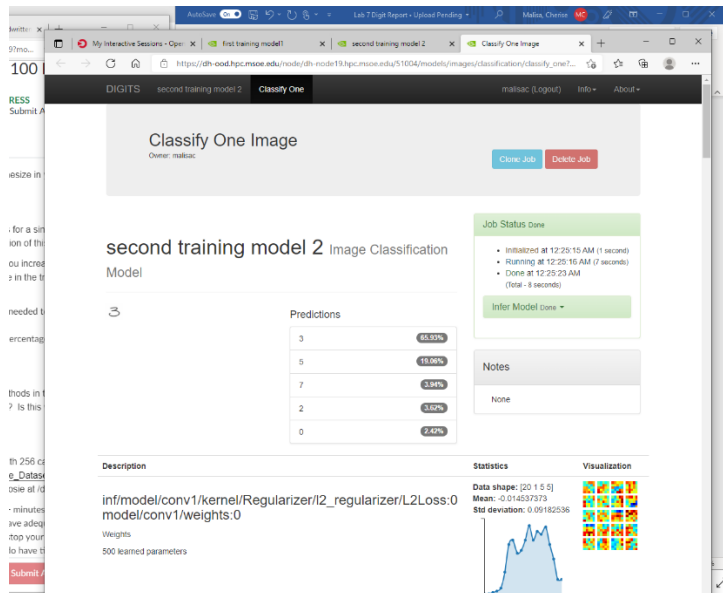 AutoSave On
Lab 7 Digit Report • Upload Pending
Malisa, Cherise MC
My Interactive Sessions - Open
first training model1
second training model 2
Classify One Image
https://dh-ood.hpc.msoe.edu/node/dh-node19.hpc.msoe.edu/51004/models/images/classification/classify_one?...
DIGITS second training model 2 Classify One malisac (Logout) Info About
Classify One Image
Owner: malisac
Clone Job Delete Job
second training model 2 Image Classification
Model
3
Predictions
3 65.93%
5 19.06%
7 3.94%
2 3.62%
0 2.42%
Job Status Done
Initialized at 12:25:15 AM (1 second)
Running at 12:25:16 AM (7 seconds)
Done at 12:25:23 AM
(Total - 8 seconds)
Infer Model Done
Notes
None
Description Statistics Visualization
inf/model/conv1/kernel/Regularizer/l2_regularizer/L2Loss:0
model/conv1/weights:0
Weights
500 learned parameters
Data shape: [20 1 5 5]
Mean: -0.014537373
Std deviation: 0.09182536
9?mo...
100
RESS
Submit A
esize in
for a sin
ion of thi
ou increa
e in the tr
needed t
ercentag
thods in t
? Is this
th 256 ca
e_Datase
osie at /d
minutes
ave adeq
stop your
lo have ti
Submit A